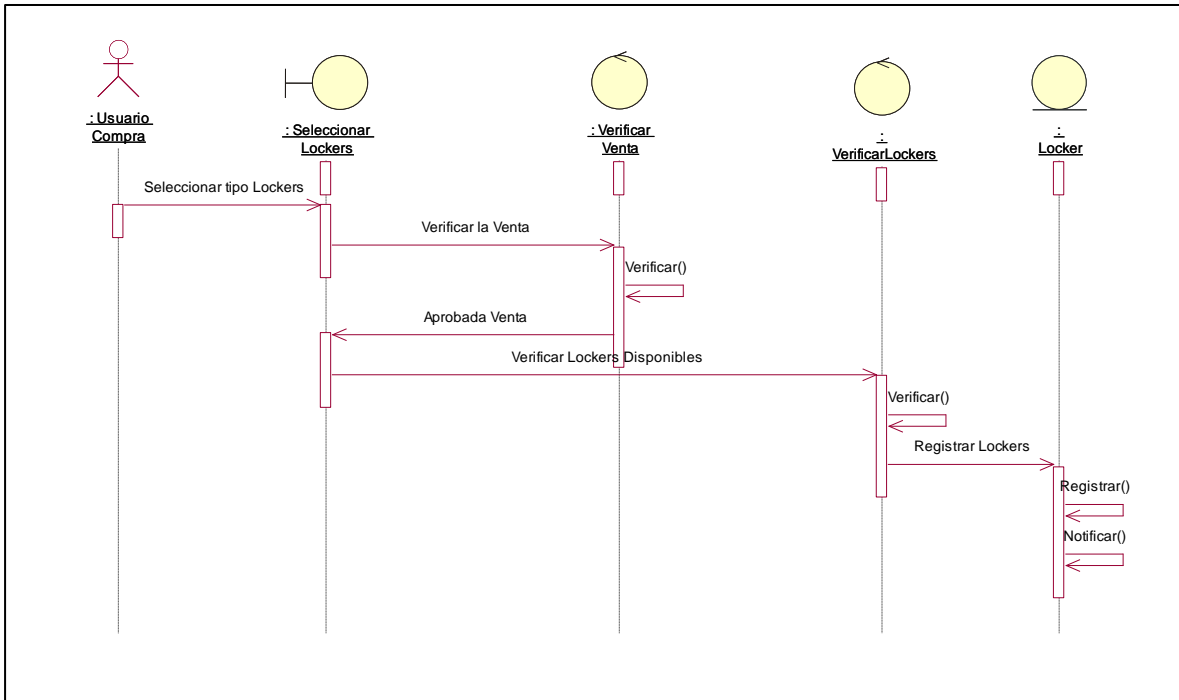 : Usuario
Compra
: Seleccionar
Lockers
: Verificar
Venta
:
VerificarLockers
:
Locker
Seleccionar tipo Lockers
Verificar la Venta
Verificar()
Aprobada Venta
Verificar Lockers Disponibles
Verificar()
Registrar Lockers
Registrar()
Notificar()